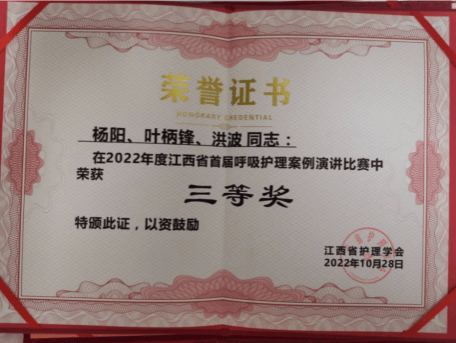 荣誉证书
HONORARY CREDENTIAL
杨阳、叶柄锋、洪波 同志：
在2022年度江西省首届呼吸护理案例演讲比赛中
荣获
三等奖
特颁此证，以资鼓励
江西省护理学会
2022年10月28日